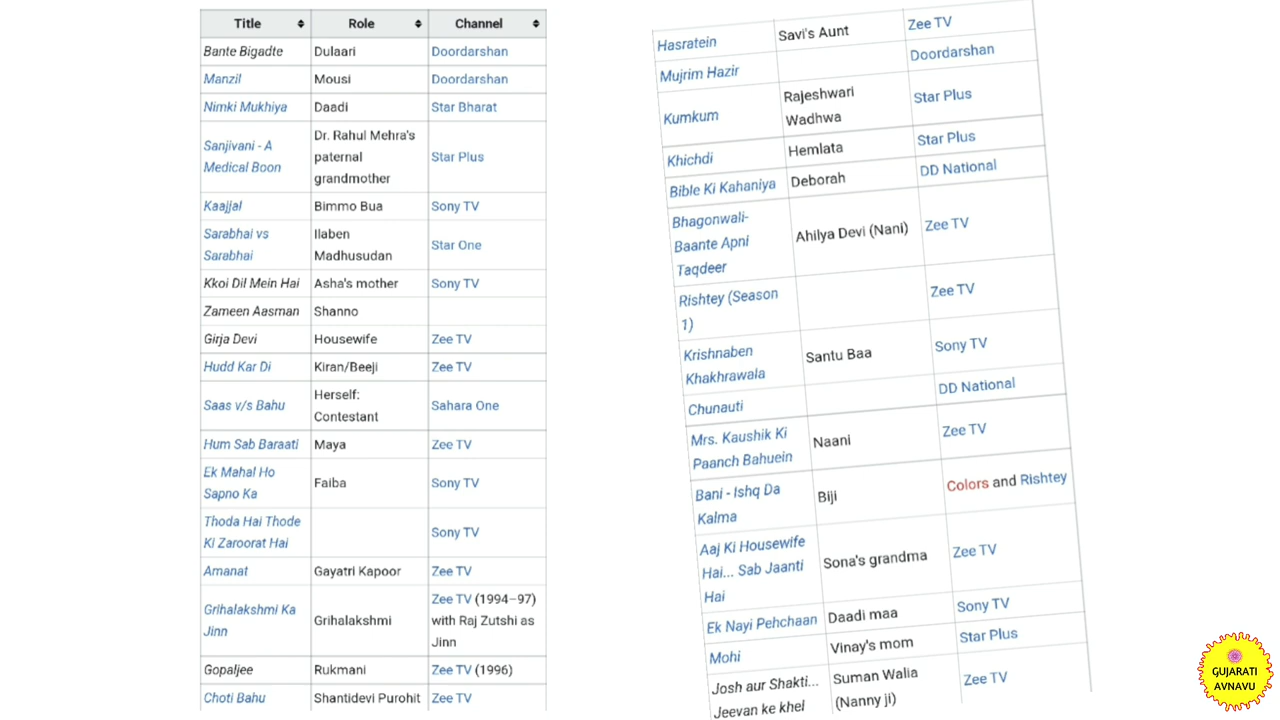 Title Role Channel
Bante Bigadte Dulaari Doordarshan
Manzil Mousi Doordarshan
Nimki Mukhiya Daadi Star Bharat
Sanjivani - A Medical Boon Dr. Rahul Mehra's paternal grandmother Star Plus
Kaajjal Bimmo Bua Sony TV
Sarabhai vs Sarabhai Ilaben Madhusudan Star One
Kkoi Dil Mein Hai Asha's mother Sony TV
Zameen Aasman Shanno
Girja Devi Housewife Zee TV
Hudd Kar Di Kiran/Beeji Zee TV
Saas v/s Bahu Herself: Contestant Sahara One
Hum Sab Baraati Maya Zee TV
Ek Mahal Ho Sapno Ka Faiba Sony TV
Thoda Hai Thode Ki Zaroorat Hai Sony TV
Amanat Gayatri Kapoor Zee TV
Grihalakshmi Ka Jinn Grihalakshmi Zee TV (1994–97) with Raj Zutshi as Jinn
Gopaljee Rukmani Zee TV (1996)
Choti Bahu Shantidevi Purohit Zee TV
Hasratein Savi's Aunt Zee TV
Mujrim Hazir Doordarshan
Kumkum Rajeshwari Wadhwa Star Plus
Khichdi Hemlata Star Plus
Bible Ki Kahaniya Deborah DD National
Bhagonwali-Baante Apni Taqdeer Ahilya Devi (Nani) Zee TV
Rishtey (Season 1) Zee TV
Krishnaben Khakhrawala Santu Baa Sony TV
Chunauti DD National
Mrs. Kaushik Ki Paanch Bahuein Naani Zee TV
Bani - Ishq Da Kalma Biji Colors and Rishtey
Aaj Ki Housewife Hai... Sab Jaanti Hai Sona's grandma Zee TV
Ek Nayi Pehchaan Daadi maa Sony TV
Mohi Vinay's mom Star Plus
Josh aur Shakti... Jeevan ke khel Suman Walia (Nanny ji) Zee TV
GUJARATI
AVNAVU